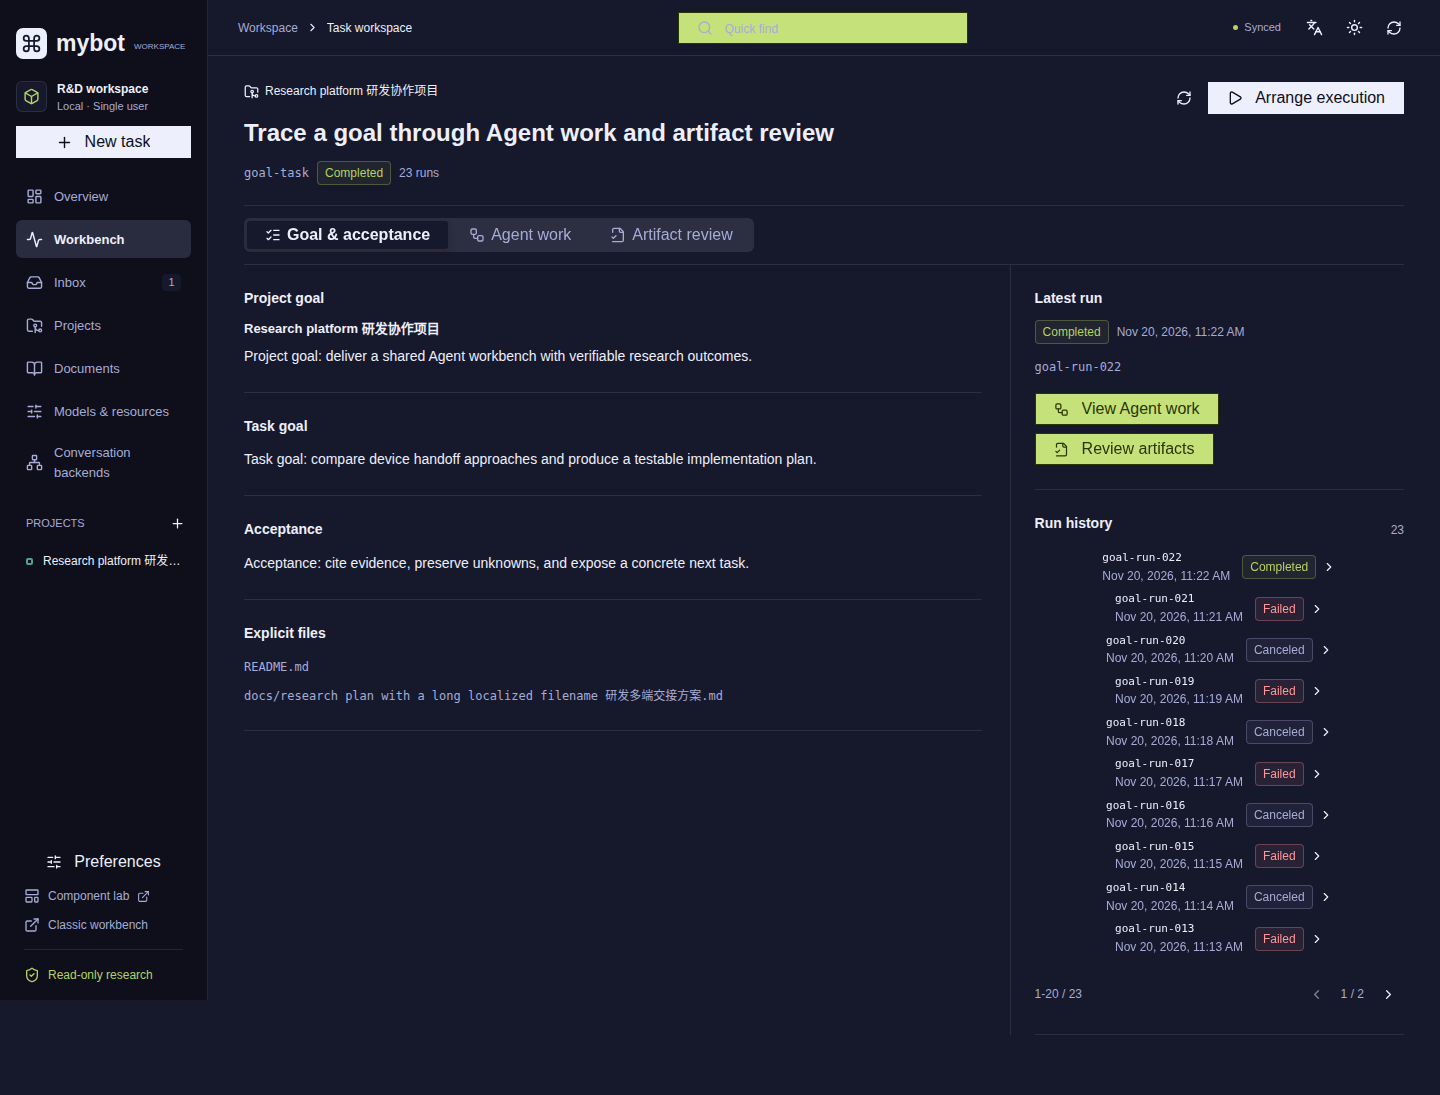 mybot WORKSPACE
R&D workspace
Local · Single user
New task
Overview
Workbench
Inbox 1
Projects
Documents
Models & resources
Conversation
backends
PROJECTS
Research platform 研发…
Preferences
Component lab
Classic workbench
Read-only research
Workspace Task workspace
Quick find
Synced
Research platform 研发协作项目
Arrange execution
Trace a goal through Agent work and artifact review
goal-task Completed 23 runs
Goal & acceptance Agent work Artifact review
Project goal
Research platform 研发协作项目
Project goal: deliver a shared Agent workbench with verifiable research outcomes.
Task goal
Task goal: compare device handoff approaches and produce a testable implementation plan.
Acceptance
Acceptance: cite evidence, preserve unknowns, and expose a concrete next task.
Explicit files
README.md
docs/research plan with a long localized filename 研发多端交接方案.md
Latest run
Completed Nov 20, 2026, 11:22 AM
goal-run-022
View Agent work
Review artifacts
Run history 23
goal-run-022
Nov 20, 2026, 11:22 AM Completed
goal-run-021
Nov 20, 2026, 11:21 AM Failed
goal-run-020
Nov 20, 2026, 11:20 AM Canceled
goal-run-019
Nov 20, 2026, 11:19 AM Failed
goal-run-018
Nov 20, 2026, 11:18 AM Canceled
goal-run-017
Nov 20, 2026, 11:17 AM Failed
goal-run-016
Nov 20, 2026, 11:16 AM Canceled
goal-run-015
Nov 20, 2026, 11:15 AM Failed
goal-run-014
Nov 20, 2026, 11:14 AM Canceled
goal-run-013
Nov 20, 2026, 11:13 AM Failed
1-20 / 23 1 / 2